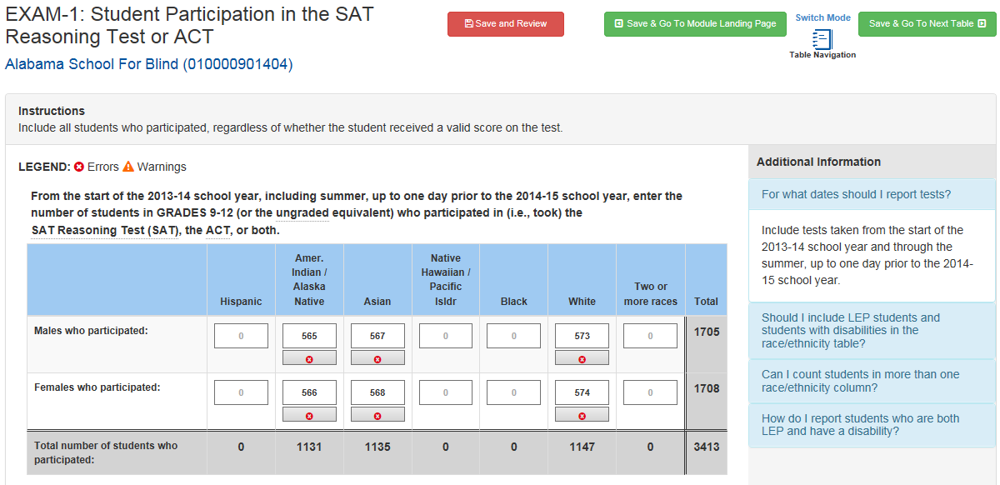 EXAM-1: Student Participation in the SAT
Reasoning Test or ACT
Alabama School For Blind (010000901404)
Save and Review
Save & Go To Module Landing Page
Switch Mode
Table Navigation
Save & Go To Next Table
Instructions
Include all students who participated, regardless of whether the student received a valid score on the test.
LEGEND: Errors Warnings
From the start of the 2013-14 school year, including summer, up to one day prior to the 2014-15 school year, enter the
number of students in GRADES 9-12 (or the ungraded equivalent) who participated in (i.e., took) the
SAT Reasoning Test (SAT), the ACT, or both.
Hispanic
Amer.
Indian /
Alaska
Native
Asian
Native
Hawaiian /
Pacific
Isldr
Black
White
Two or
more races
Total
Males who participated: 0 565 567 0 0 573 0 1705
Females who participated: 0 566 568 0 0 574 0 1708
Total number of students who
participated:
0 1131 1135 0 0 1147 0 3413
Additional Information
For what dates should I report tests?
Include tests taken from the start of the
2013-14 school year and through the
summer, up to one day prior to the 2014-
15 school year.
Should I include LEP students and
students with disabilities in the
race/ethnicity table?
Can I count students in more than one
race/ethnicity column?
How do I report students who are both
LEP and have a disability?